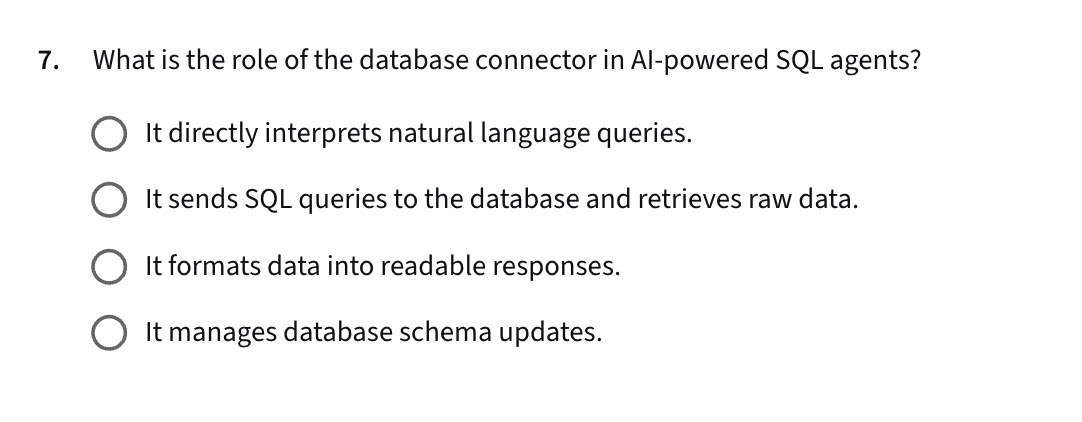 7. What is the role of the database connector in AI-powered SQL agents?
It directly interprets natural language queries.
It sends SQL queries to the database and retrieves raw data.
It formats data into readable responses.
It manages database schema updates.